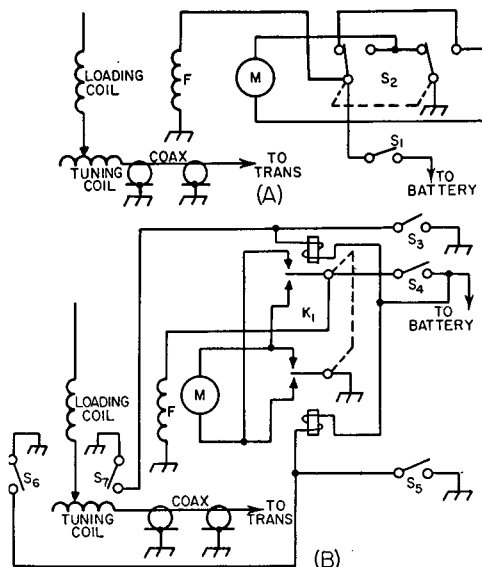 LOADING
COIL
F
M
S2
S1
COAX
TO
TRANS
TUNING
COIL
TO
BATTERY
(A)
S3
S4
K1
TO
BATTERY
LOADING
COIL
F
M
S6
S7
COAX
TO
TRANS
TUNING
COIL
S5
(B)